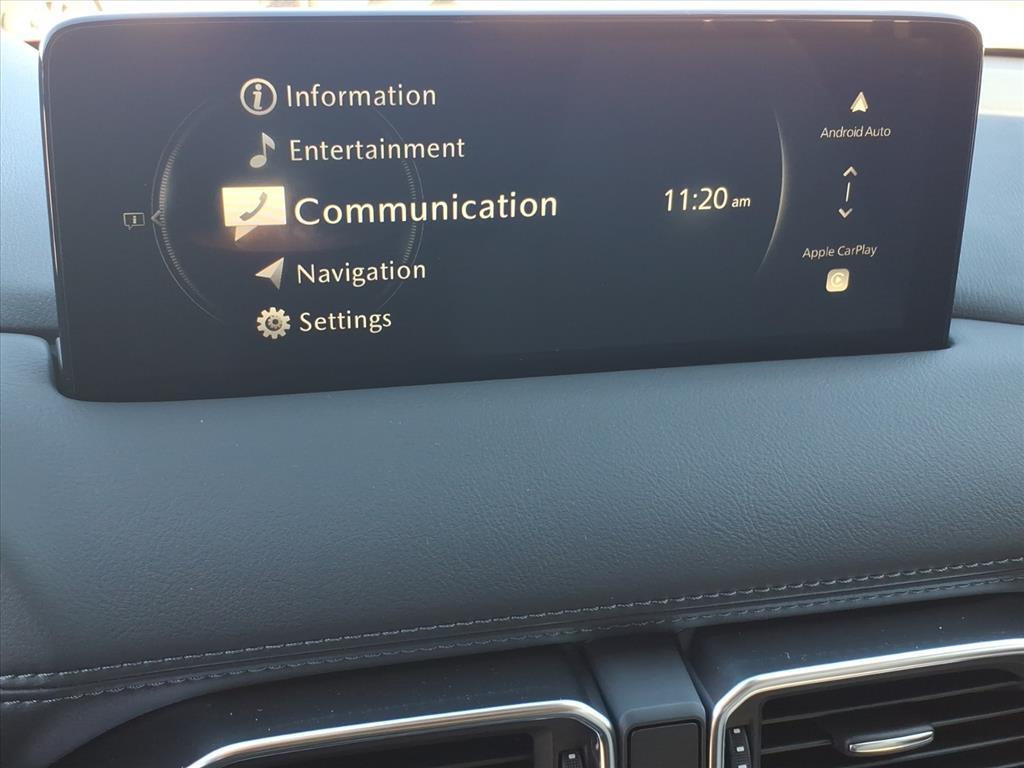 Information
Entertainment
Communication
Navigation
Settings
11:20 am
Android Auto
Apple CarPlay